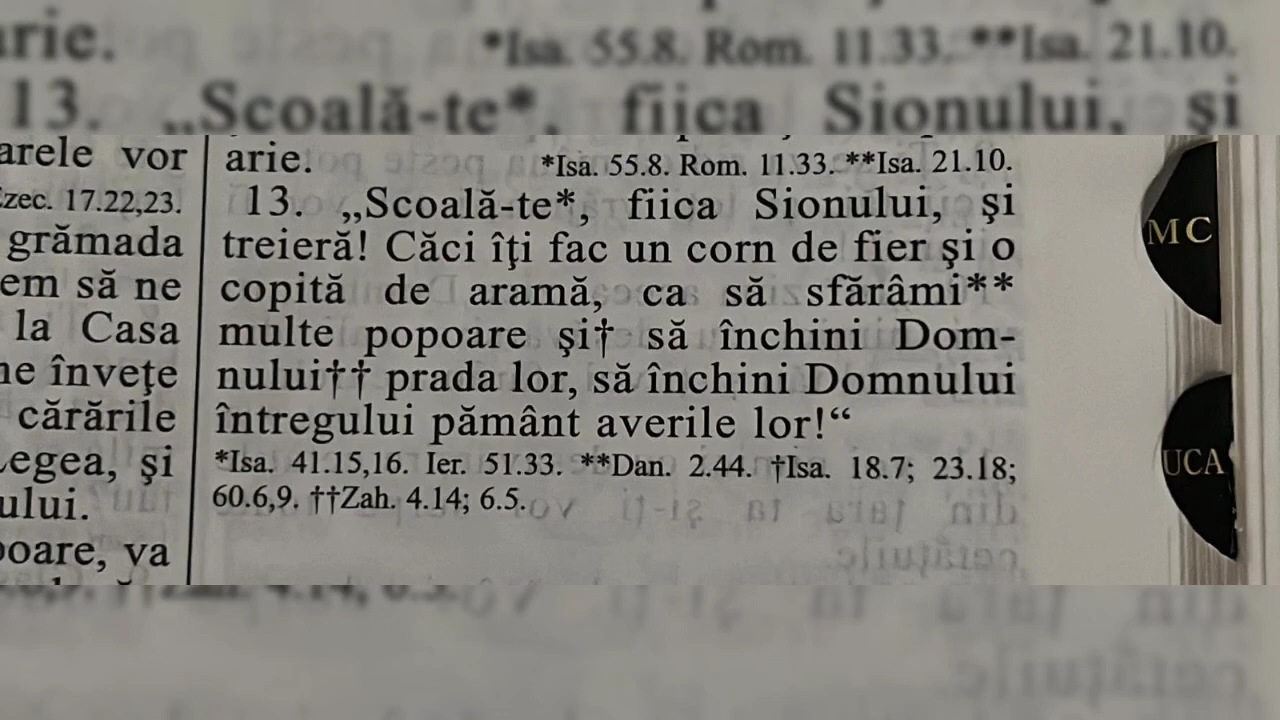 arie.
*Isa. 55.8. Rom. 11.33. **Isa. 21.10.
13. „Scoală-te*, fiica Sionului, şi
arele vor
zec. 17.22,23.
grămada
em să ne
la Casa
ne înveţe
cărările
Legea, şi
ului.
oare, va
arie.
*Isa. 55.8. Rom. 11.33. **Isa. 21.10.
13. „Scoală-te*, fiica Sionului, şi
treieră! Căci îţi fac un corn de fier şi o
copită de aramă, ca să sfărâmi**
multe popoare şi† să închini Dom-
nului†† prada lor, să închini Domnului
întregului pământ averile lor!“
*Isa. 41.15,16. Ier. 51.33. **Dan. 2.44. †Isa. 18.7; 23.18;
60.6,9. ††Zah. 4.14; 6.5.
MC
UCA